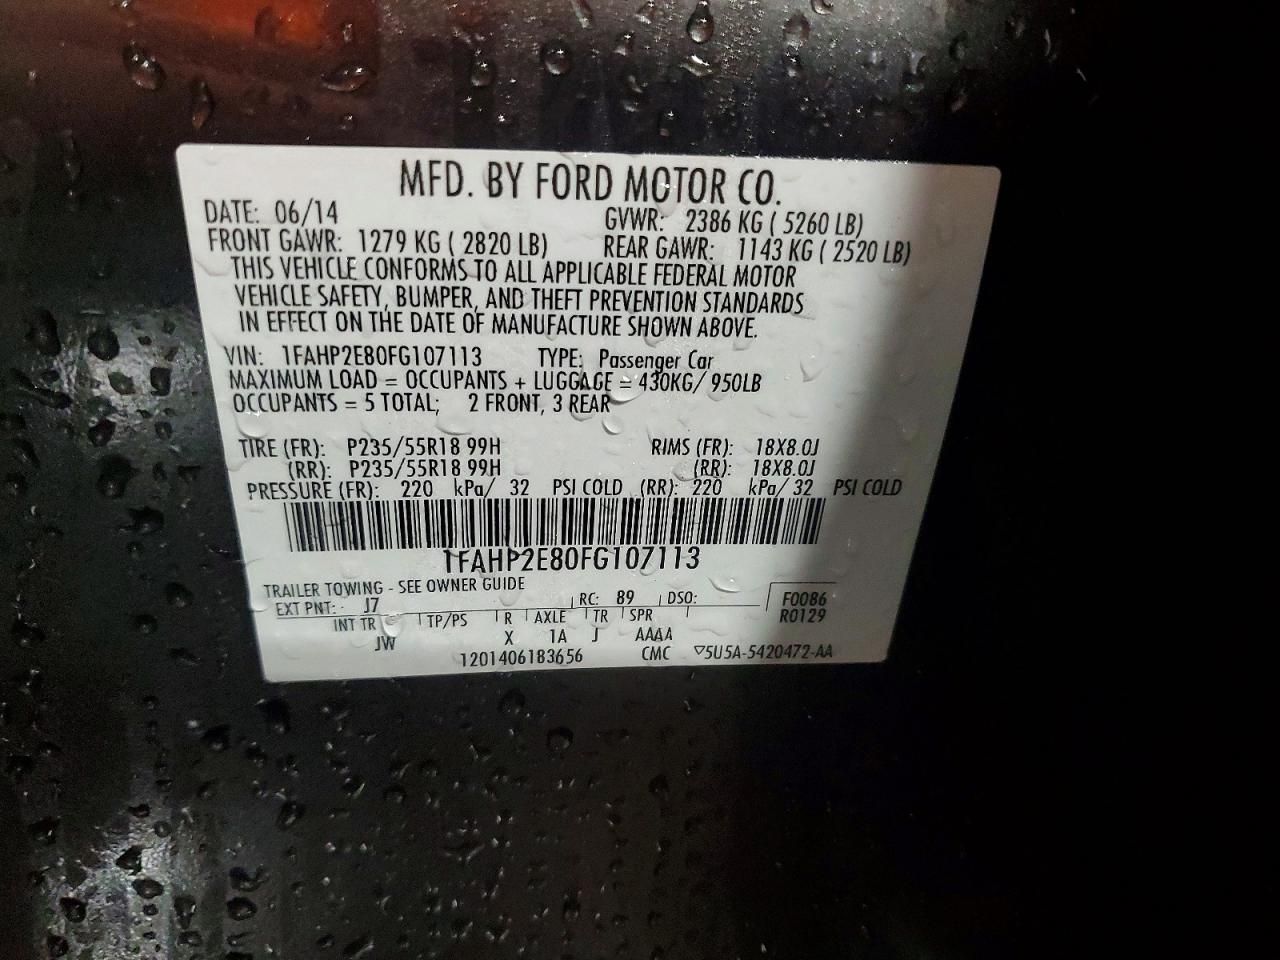 MFD. BY FORD MOTOR CO.
DATE: 06/14 GVWR: 2386 KG ( 5260 LB)
FRONT GAWR: 1279 KG ( 2820 LB) REAR GAWR: 1143 KG ( 2520 LB)
THIS VEHICLE CONFORMS TO ALL APPLICABLE FEDERAL MOTOR
VEHICLE SAFETY, BUMPER, AND THEFT PREVENTION STANDARDS
IN EFFECT ON THE DATE OF MANUFACTURE SHOWN ABOVE.
VIN: 1FAHP2E80FG107113 TYPE: Passenger Car
MAXIMUM LOAD = OCCUPANTS + LUGGAGE = 430KG/ 950LB
OCCUPANTS = 5 TOTAL; 2 FRONT, 3 REAR
TIRE (FR): P235/55R18 99H RIMS (FR): 18X8.0J
(RR): P235/55R18 99H (RR): 18X8.0J
PRESSURE (FR): 220 kPa/ 32 PSI COLD (RR): 220 kPa/ 32 PSI COLD
1FAHP2E80FG107113
TRAILER TOWING - SEE OWNER GUIDE
EXT PNT: J7 RC: 89 DSO: F0086
R0129
INT TR TP/PS R AXLE TR SPR
JW X 1A J AAAA
1201406183656 CMC ▽5U5A-5420472-AA